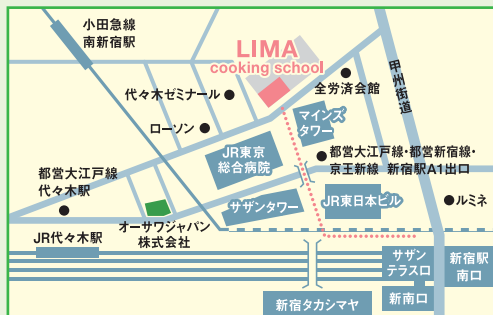 小田急線
南新宿駅
LIMA
cooking school
甲州街道
代々木ゼミナール
全労済会館
ローソン
マインズ
タワー
JR東京
総合病院
都営大江戸線・都営新宿線・
京王新線 新宿駅A1出口
都営大江戸線
代々木駅
サザンタワー
JR東日本ビル
ルミネ
オーサワジャパン
株式会社
JR代々木駅
サザン
テラス口
新宿駅
南口
新宿タカシマヤ
新南口